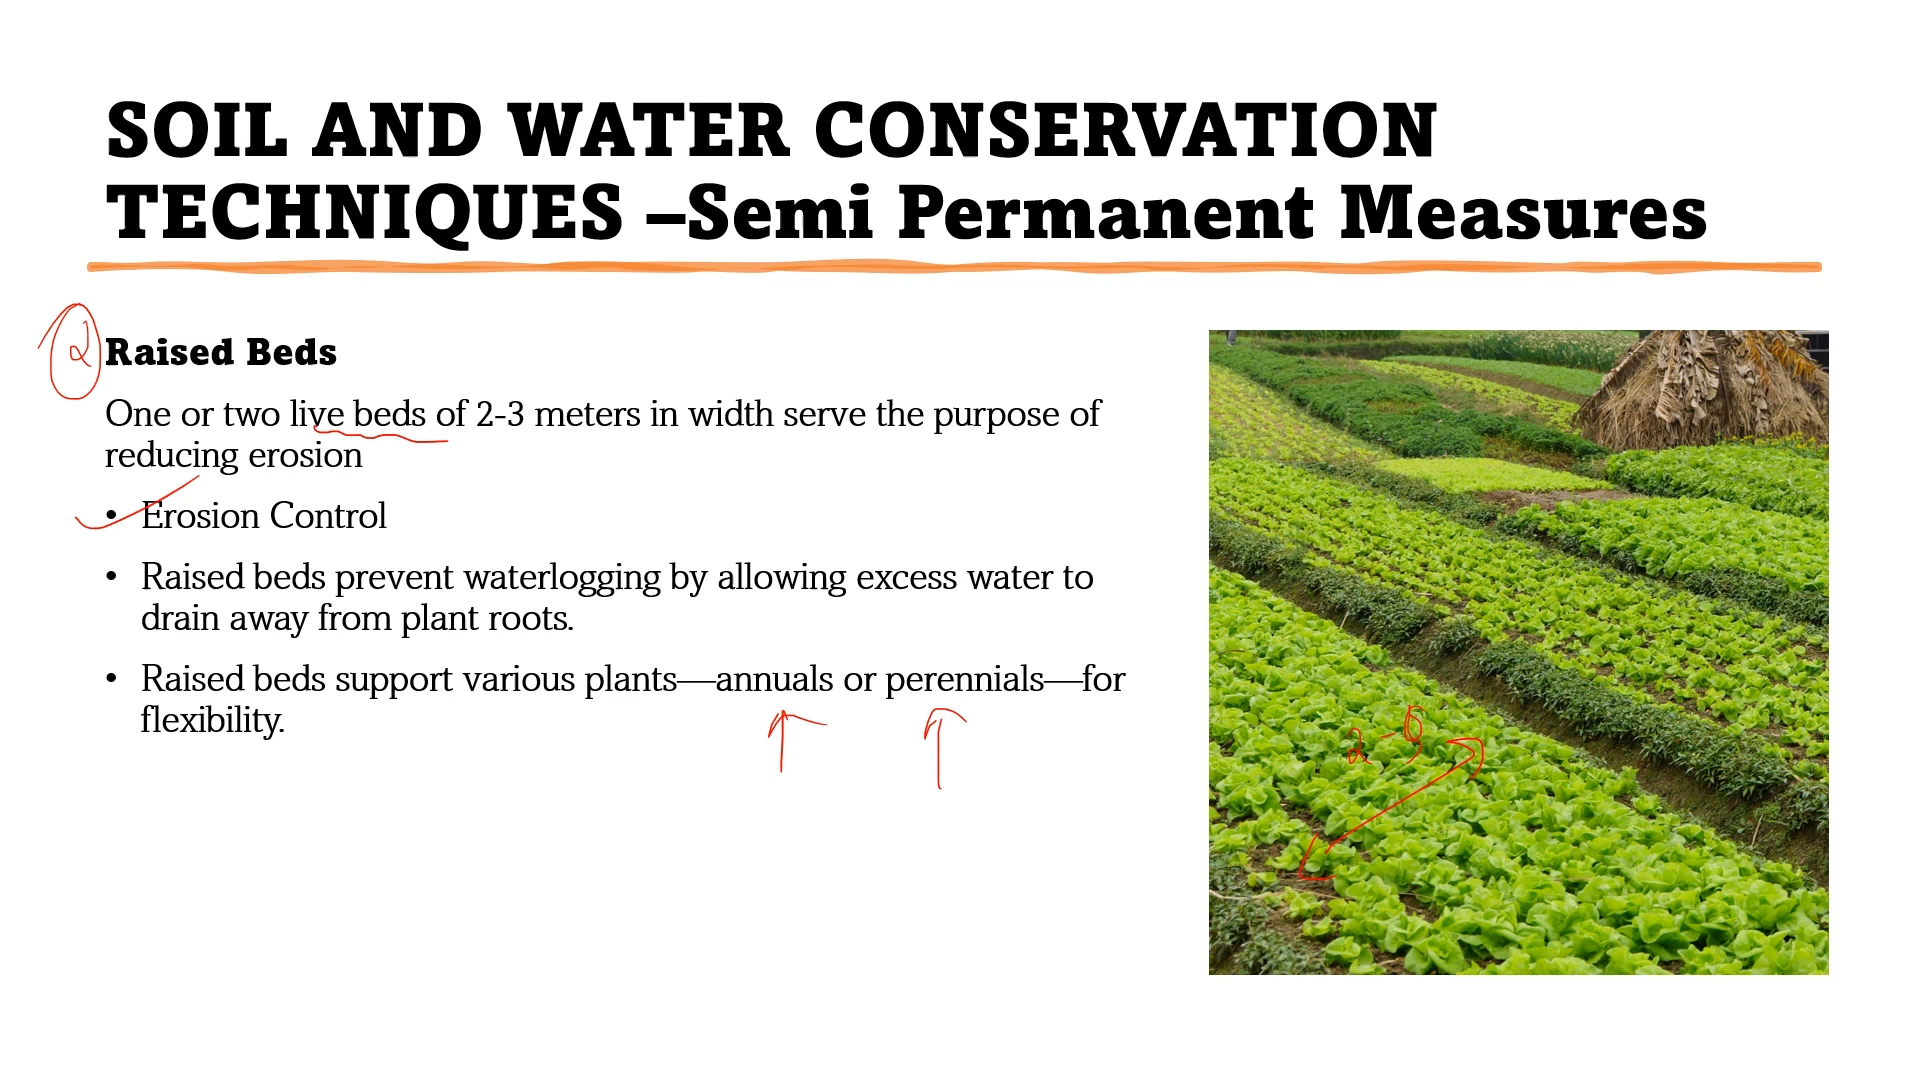 SOIL AND WATER CONSERVATION
TECHNIQUES –Semi Permanent Measures
2
Raised Beds
One or two live beds of 2-3 meters in width serve the purpose of
reducing erosion
• Erosion Control
• Raised beds prevent waterlogging by allowing excess water to
drain away from plant roots.
• Raised beds support various plants—annuals or perennials—for
flexibility.